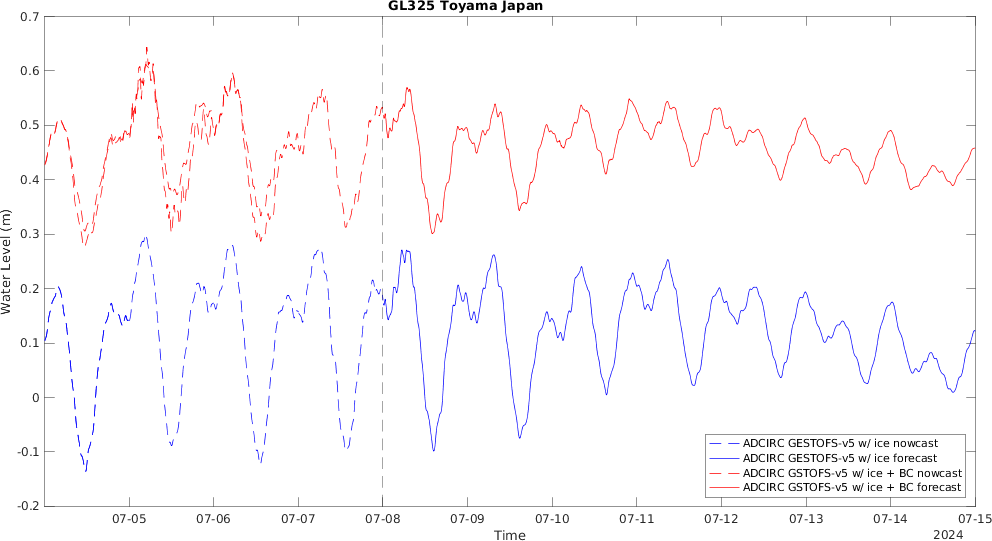 GL325 Toyama Japan
0.7
0.6
0.5
0.4
0.3
0.2
0.1
0
-0.1
-0.2
Water Level (m)
07-05 07-06 07-07 07-08 07-09 07-10 07-11 07-12 07-13 07-14 07-15
Time
2024
ADCIRC GESTOFS-v5 w/ ice nowcast
ADCIRC GESTOFS-v5 w/ ice forecast
ADCIRC GSTOFS-v5 w/ ice + BC nowcast
ADCIRC GSTOFS-v5 w/ ice + BC forecast